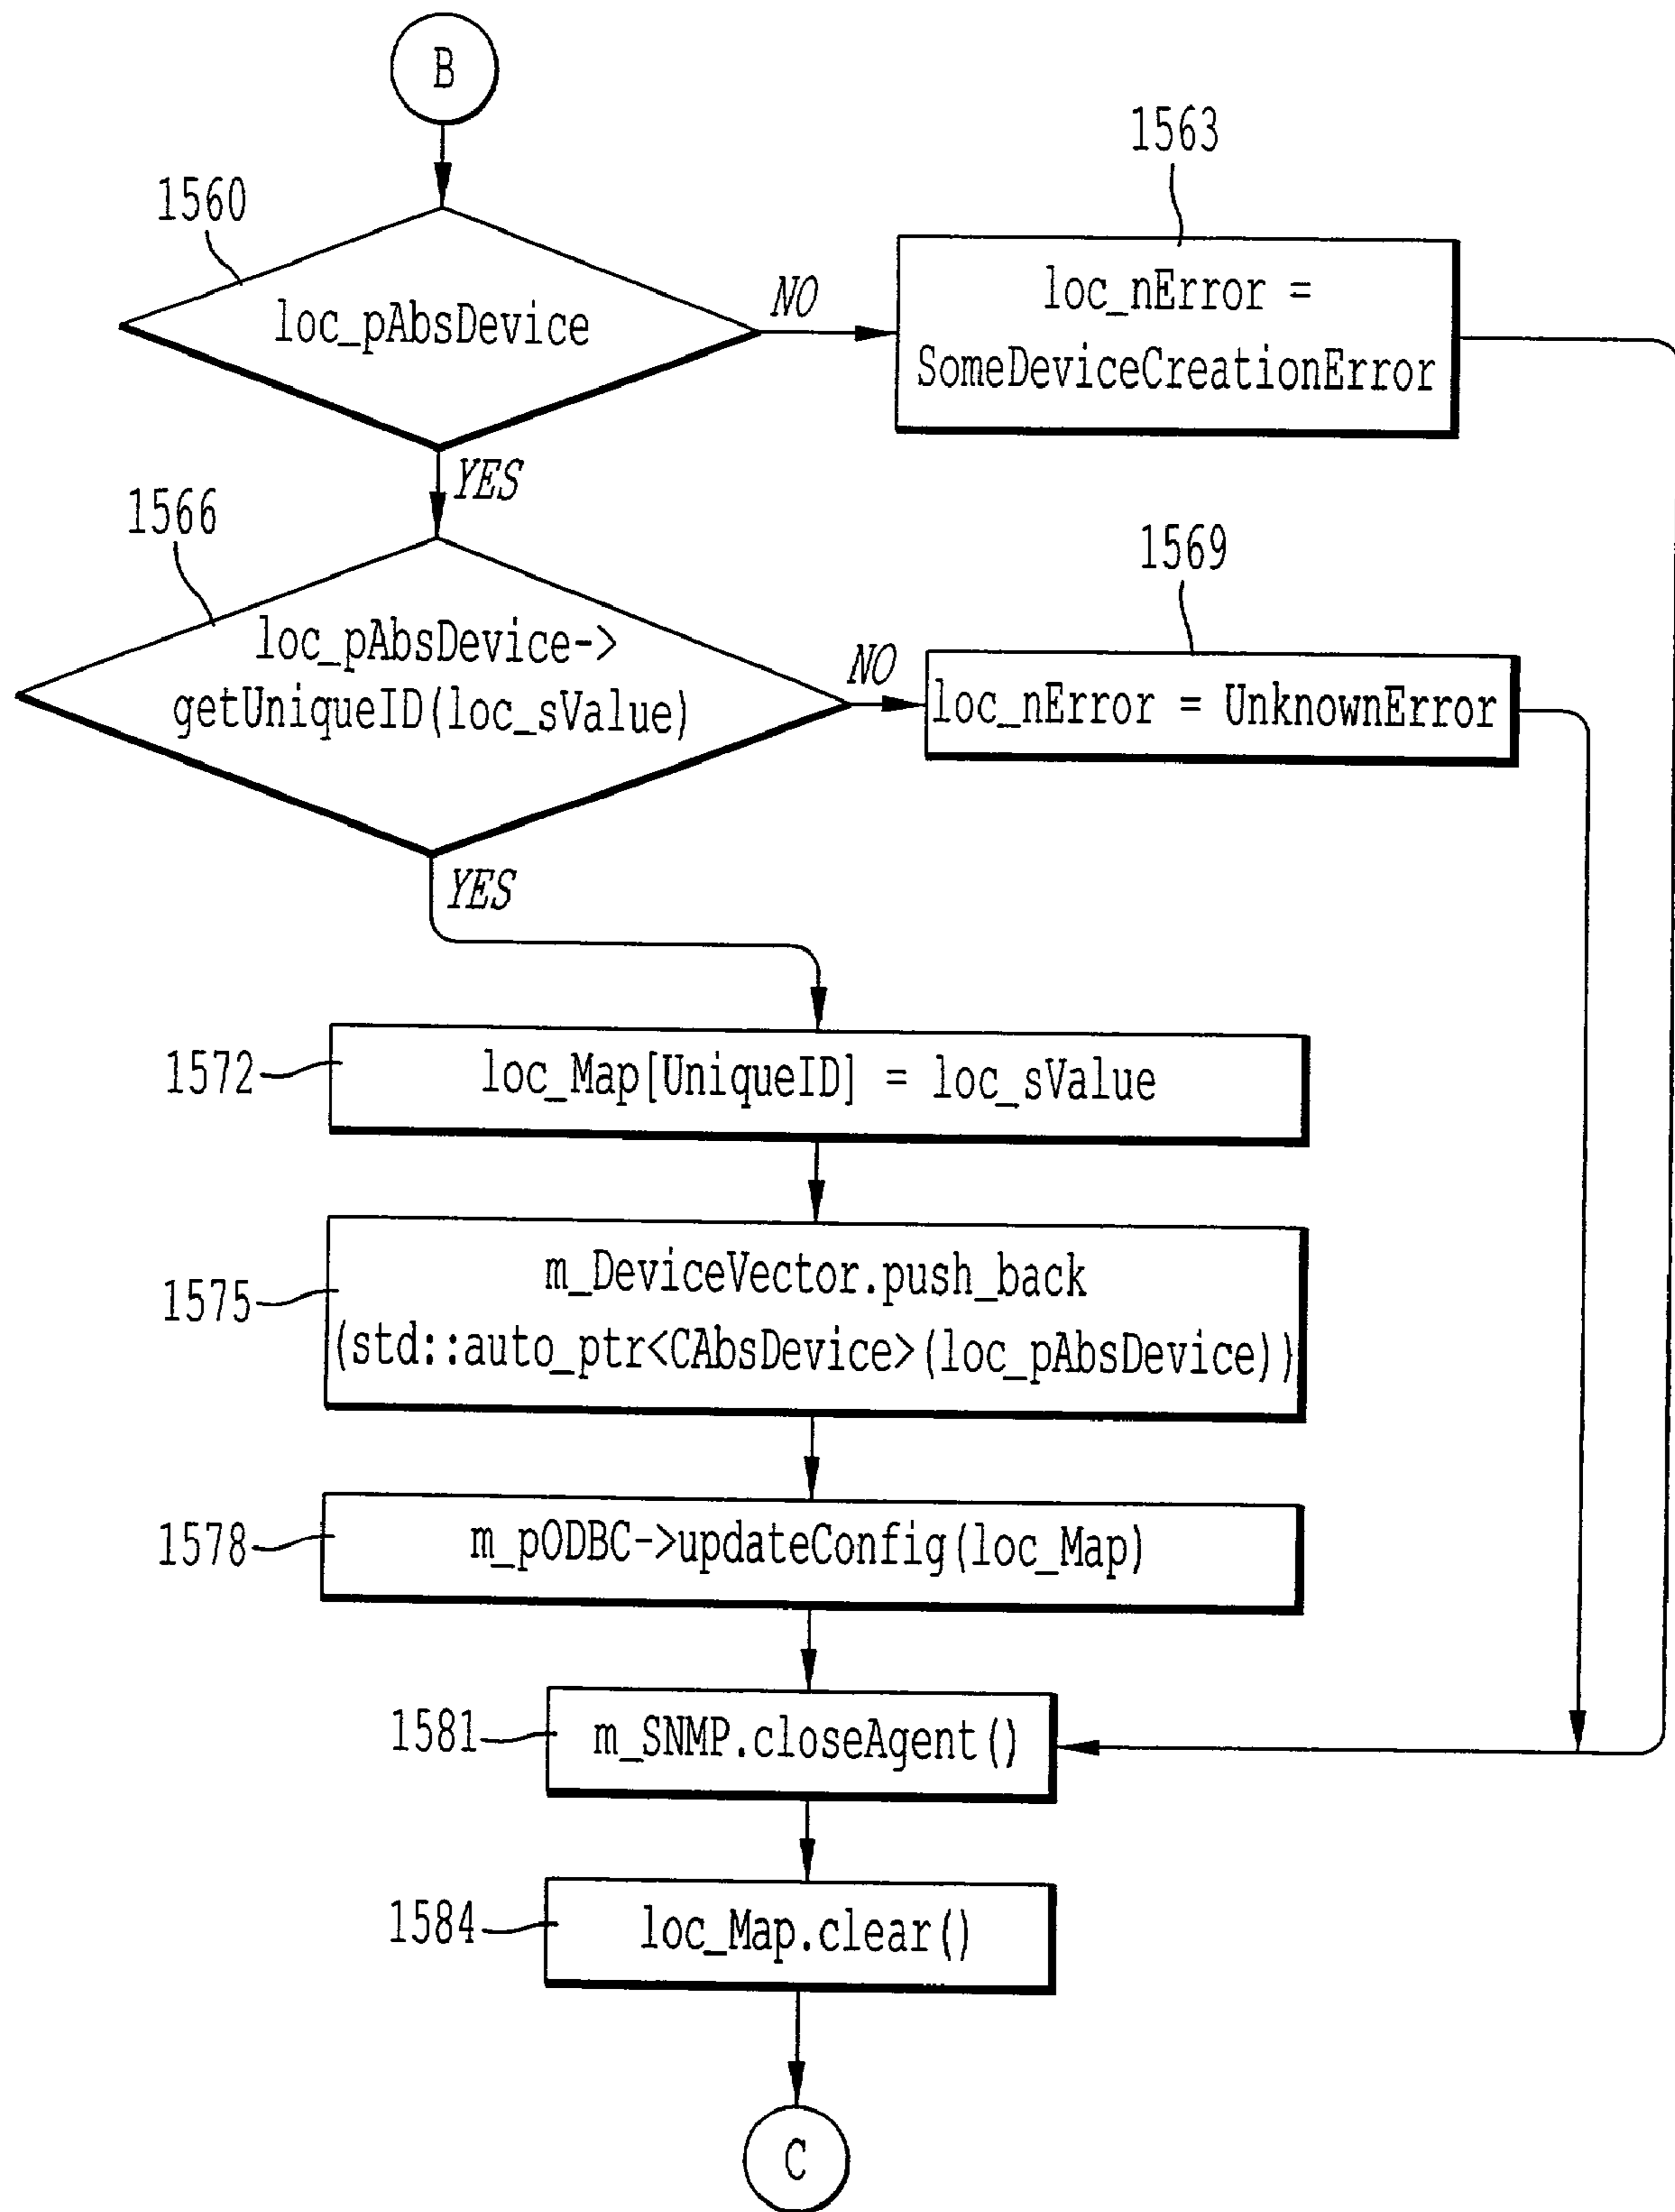 B
1560
1563
loc_pAbsDevice
NO
loc_nError =
SomeDeviceCreationError
YES
1566
1569
loc_pAbsDevice->
getUniqueID(loc_sValue)
NO
loc_nError = UnknownError
YES
1572
loc_Map[UniqueID] = loc_sValue
1575
m_DeviceVector.push_back
(std::auto_ptr<CAbsDevice>(loc_pAbsDevice))
1578
m_pODBC->updateConfig(loc_Map)
1581
m_SNMP.closeAgent()
1584
loc_Map.clear()
C